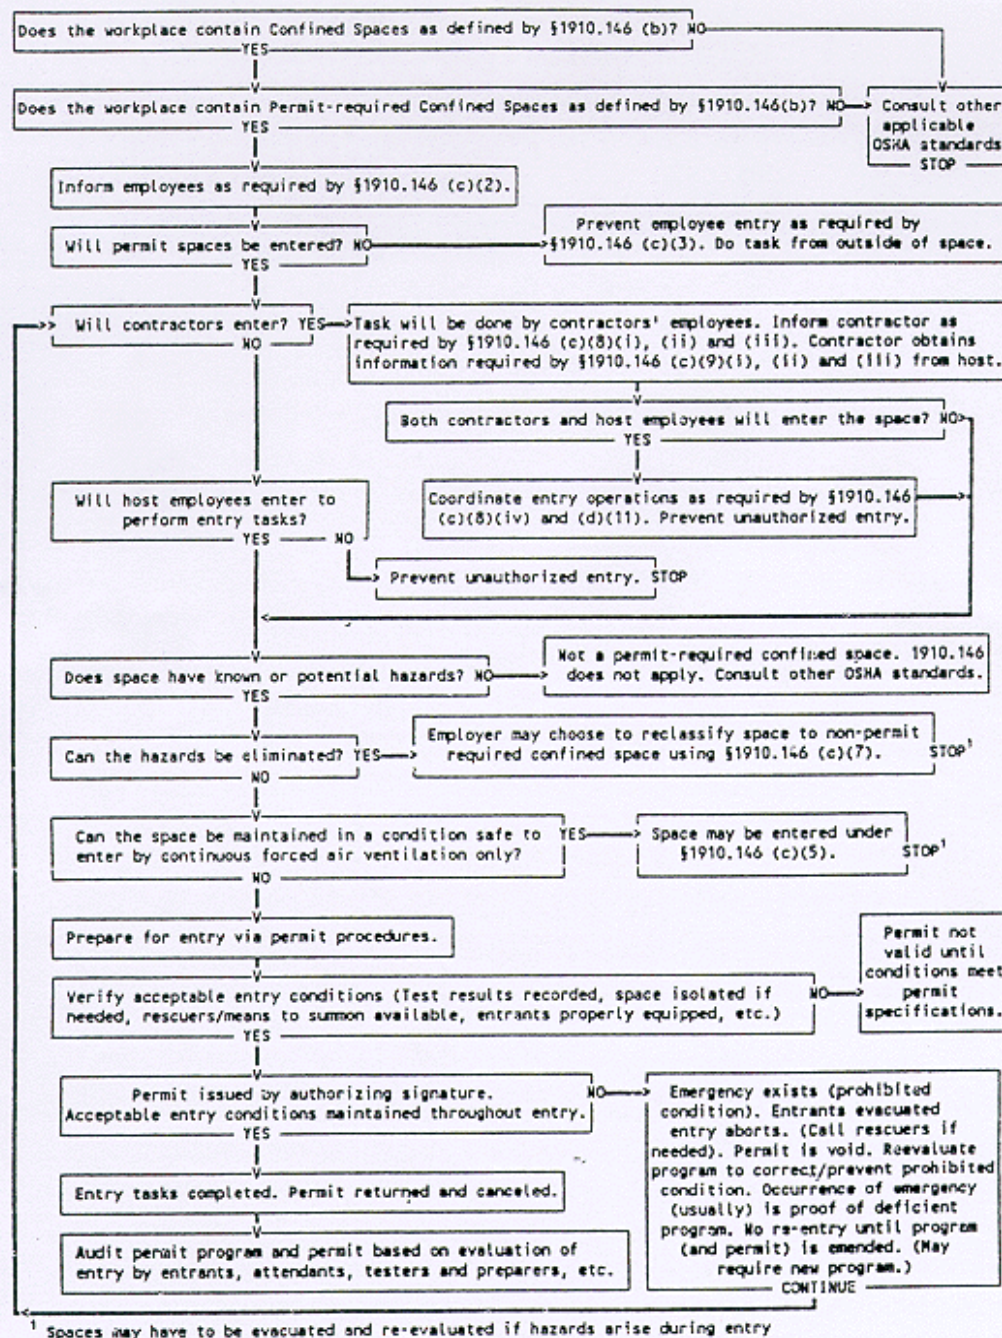 Does the workplace contain Confined Spaces as defined by §1910.146 (b)? NO
YES
Does the workplace contain Permit-required Confined Spaces as defined by §1910.146(b)? NO
YES
Consult other
applicable
OSHA standards
STOP
Inform employees as required by §1910.146 (c)(2).
Will permit spaces be entered? NO
YES
Prevent employee entry as required by
§1910.146 (c)(3). Do task from outside of space.
Will contractors enter? YES
NO
Task will be done by contractors' employees. Inform contractor as
required by §1910.146 (c)(8)(i), (ii) and (iii). Contractor obtains
information required by §1910.146 (c)(9)(i), (ii) and (iii) from host.
Both contractors and host employees will enter the space? NO
YES
Will host employees enter to
perform entry tasks?
YES NO
Coordinate entry operations as required by §1910.146
(c)(8)(iv) and (d)(11). Prevent unauthorized entry.
Prevent unauthorized entry. STOP
Does space have known or potential hazards? NO
YES
Not a permit-required confined space. 1910.146
does not apply. Consult other OSHA standards.
Can the hazards be eliminated? YES
NO
Employer may choose to reclassify space to non-permit
required confined space using §1910.146 (c)(7). STOP¹
Can the space be maintained in a condition safe to
enter by continuous forced air ventilation only?
YES
NO
Space may be entered under
§1910.146 (c)(5). STOP¹
Prepare for entry via permit procedures.
Verify acceptable entry conditions (Test results recorded, space isolated if
needed, rescuers/means to summon available, entrants properly equipped, etc.)
NO
YES
Permit not
valid until
conditions meet
permit
specifications.
Permit issued by authorizing signature.
Acceptable entry conditions maintained throughout entry.
NO
YES
Emergency exists (prohibited
condition). Entrants evacuated
entry aborts. (Call rescuers if
needed). Permit is void. Reevaluate
program to correct/prevent prohibited
condition. Occurrence of emergency
(usually) is proof of deficient
program. No re-entry until program
(and permit) is emended. (May
require new program.)
CONTINUE
Entry tasks completed. Permit returned and canceled.
Audit permit program and permit based on evaluation of
entry by entrants, attendants, testers and preparers, etc.
¹ Spaces may have to be evacuated and re-evaluated if hazards arise during entry